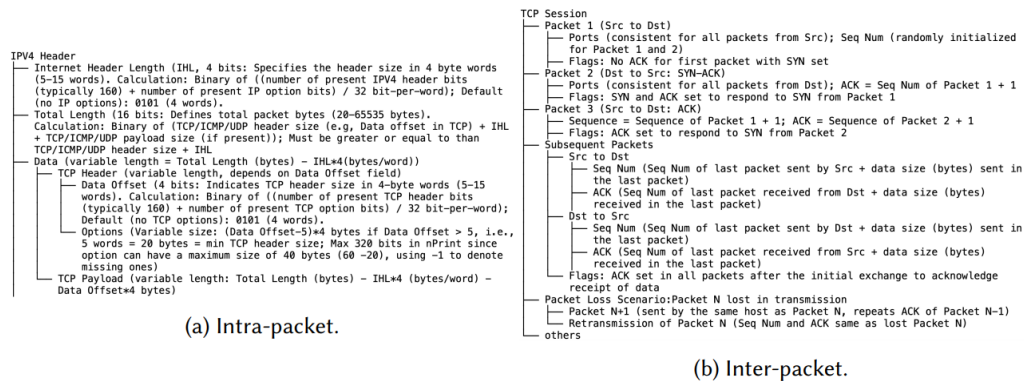 IPV4 Header
Internet Header Length (IHL, 4 bits: Specifies the header size in 4 byte words
(5-15 words). Calculation: Binary of ((number of present IPV4 header bits
(typically 160) + number of present IP option bits) / 32 bit-per-word); Default
(no IP options): 0101 (4 words).
Total Length (16 bits: Defines total packet bytes (20-65535 bytes).
Calculation: Binary of (TCP/ICMP/UDP header size (e.g, Data offset in TCP) + IHL
+ TCP/ICMP/UDP payload size (if present)); Must be greater or equal to than
TCP/ICMP/UDP header size + IHL
Data (variable length = Total Length (bytes) - IHL*4(bytes/word))
TCP Header (variable length, depends on Data Offset field)
Data Offset (4 bits: Indicates TCP header size in 4-byte words (5-15
words). Calculation: Binary of ((number of present TCP header bits
(typically 160) + number of present TCP option bits) / 32 bit-per-word);
Default (no TCP options): 0101 (4 words).
Options (Variable size: (Data Offset-5)*4 bytes if Data Offset > 5, i.e.,
5 words = 20 bytes = min TCP header size; Max 320 bits in nPrint since
option can have a maximum size of 40 bytes (60 -20), using -1 to denote
missing ones)
TCP Payload (variable length: Total Length (bytes) - IHL*4 (bytes/word) -
Data Offset*4 bytes)
(a) Intra-packet.
TCP Session
Packet 1 (Src to Dst)
Ports (consistent for all packets from Src); Seq Num (randomly initialized
for Packet 1 and 2)
Flags: No ACK for first packet with SYN set
Packet 2 (Dst to Src: SYN-ACK)
Ports (consistent for all packets from Dst); ACK = Seq Num of Packet 1 + 1
Flags: SYN and ACK set to respond to SYN from Packet 1
Packet 3 (Src to Dst: ACK)
Sequence = Sequence of Packet 1 + 1; ACK = Sequence of Packet 2 + 1
Flags: ACK set to respond to SYN from Packet 2
Subsequent Packets
Src to Dst
Seq Num (Seq Num of last packet sent by Src + data size (bytes) sent in
the last packet)
ACK (Seq Num of last packet received from Dst + data size (bytes)
received in the last packet)
Dst to Src
Seq Num (Seq Num of last packet sent by Dst + data size (bytes) sent in
the last packet)
ACK (Seq Num of last packet received from Src + data size (bytes)
received in the last packet)
Flags: ACK set in all packets after the initial exchange to acknowledge
receipt of data
Packet Loss Scenario:Packet N lost in transmission
Packet N+1 (sent by the same host as Packet N, repeats ACK of Packet N-1)
Retransmission of Packet N (Seq Num and ACK same as lost Packet N)
others
(b) Inter-packet.